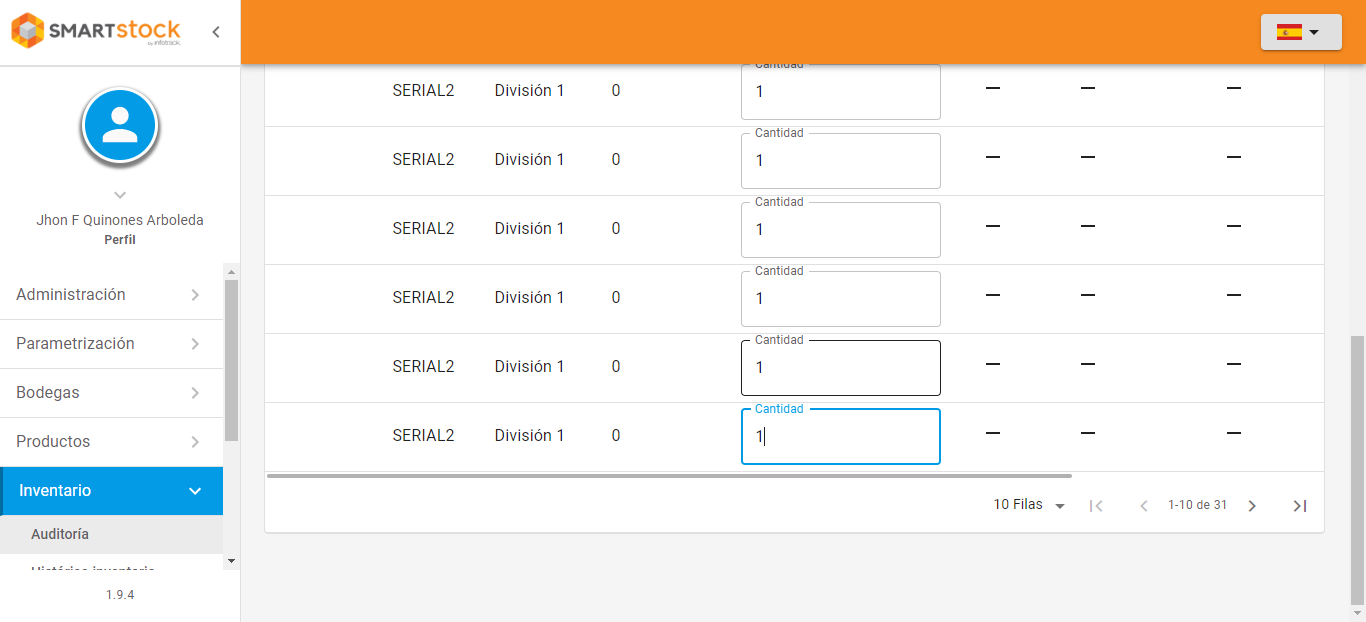 SMARTstock
by infotrack.
Jhon F Quinones Arboleda
Perfil
Administración
Parametrización
Bodegas
Productos
Inventario
Auditoría
Histórico inventario
1.9.4
Cantidad
SERIAL2 División 1 0 1 — — —
Cantidad
SERIAL2 División 1 0 1 — — —
Cantidad
SERIAL2 División 1 0 1 — — —
Cantidad
SERIAL2 División 1 0 1 — — —
Cantidad
SERIAL2 División 1 0 1 — — —
Cantidad
SERIAL2 División 1 0 1 — — —
10 Filas 1-10 de 31